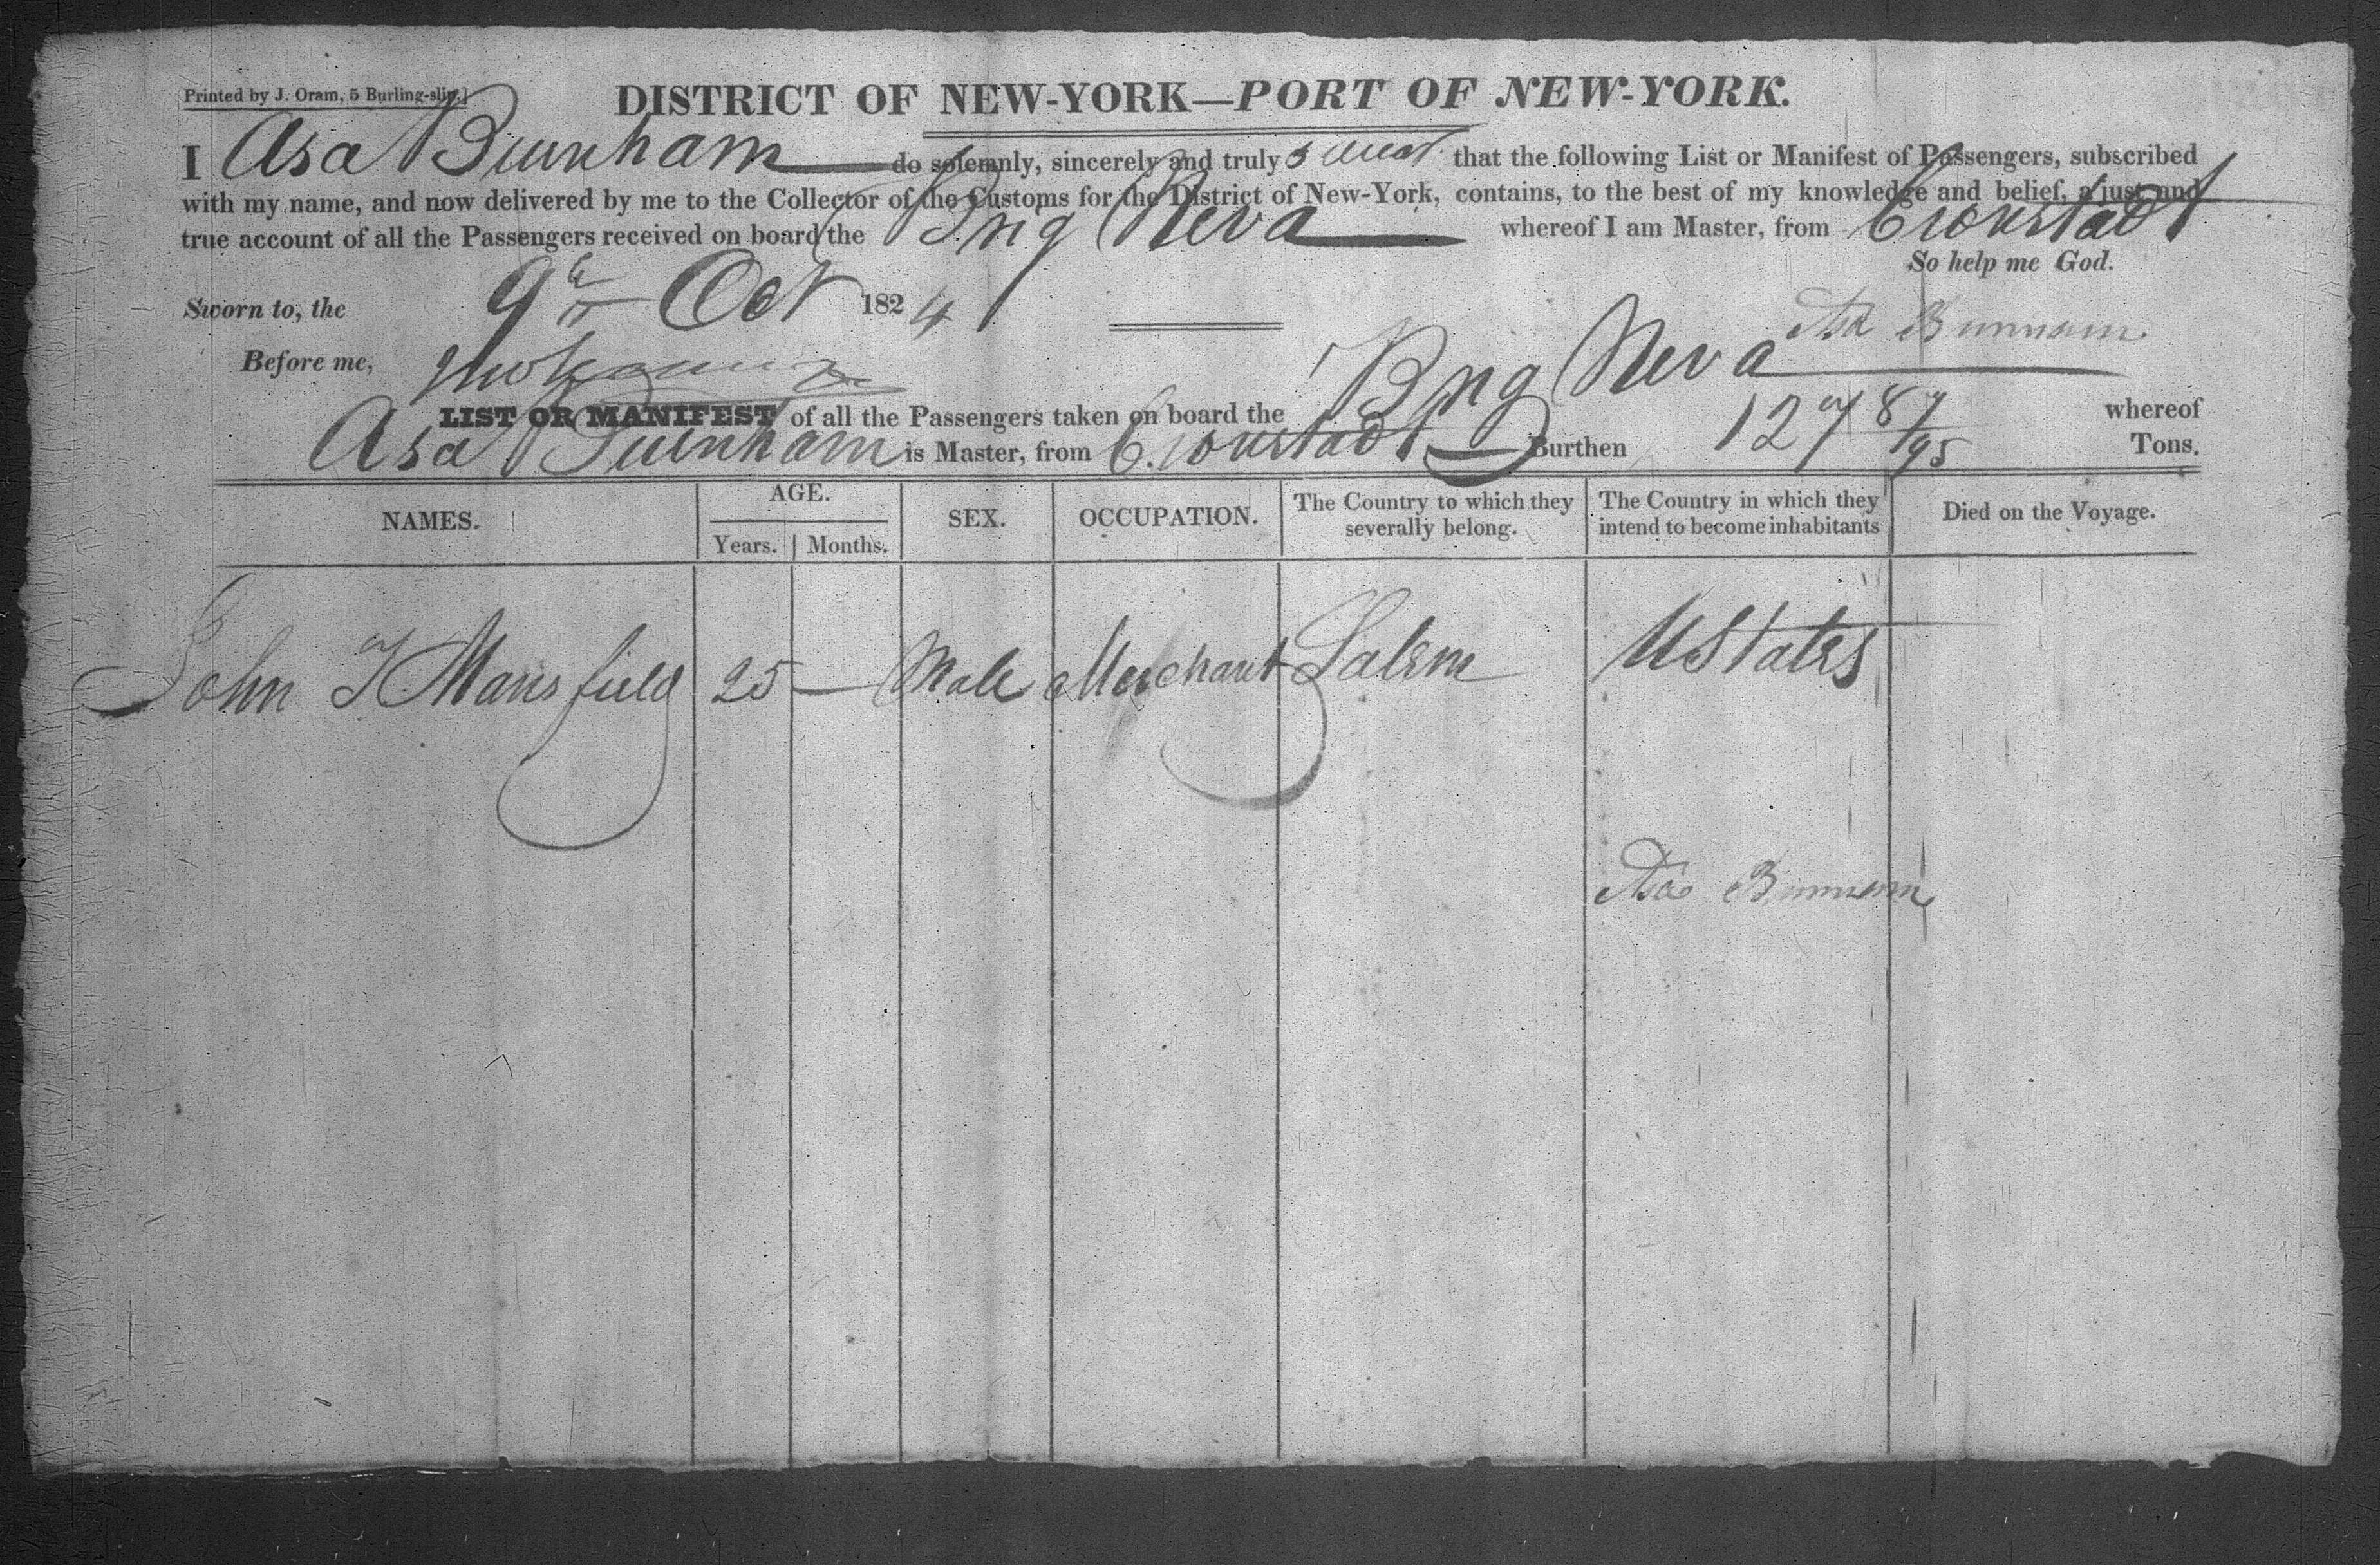 Printed by J. Oram, 5 Burling-slip.]
DISTRICT OF NEW-YORK—PORT OF NEW-YORK.
I Asa Burnham do solemnly, sincerely and truly swear that the following List or Manifest of Passengers, subscribed
with my name, and now delivered by me to the Collector of the Customs for the District of New-York, contains, to the best of my knowledge and belief, a just and
true account of all the Passengers received on board the Brig Neva whereof I am Master, from Cronstadt
So help me God.
Sworn to, the 9th Oct 1824
Asa Burnham
Before me,
LIST OR MANIFEST of all the Passengers taken on board the Brig Neva whereof
Asa Burnham is Master, from Cronstadt Burthen 127 87/95 Tons.
NAMES. AGE. Years. Months. SEX. OCCUPATION. The Country to which they severally belong. The Country in which they intend to become inhabitants Died on the Voyage.
John T Mansfield 25 — Male Merchant Salem U States
Asa Burnham